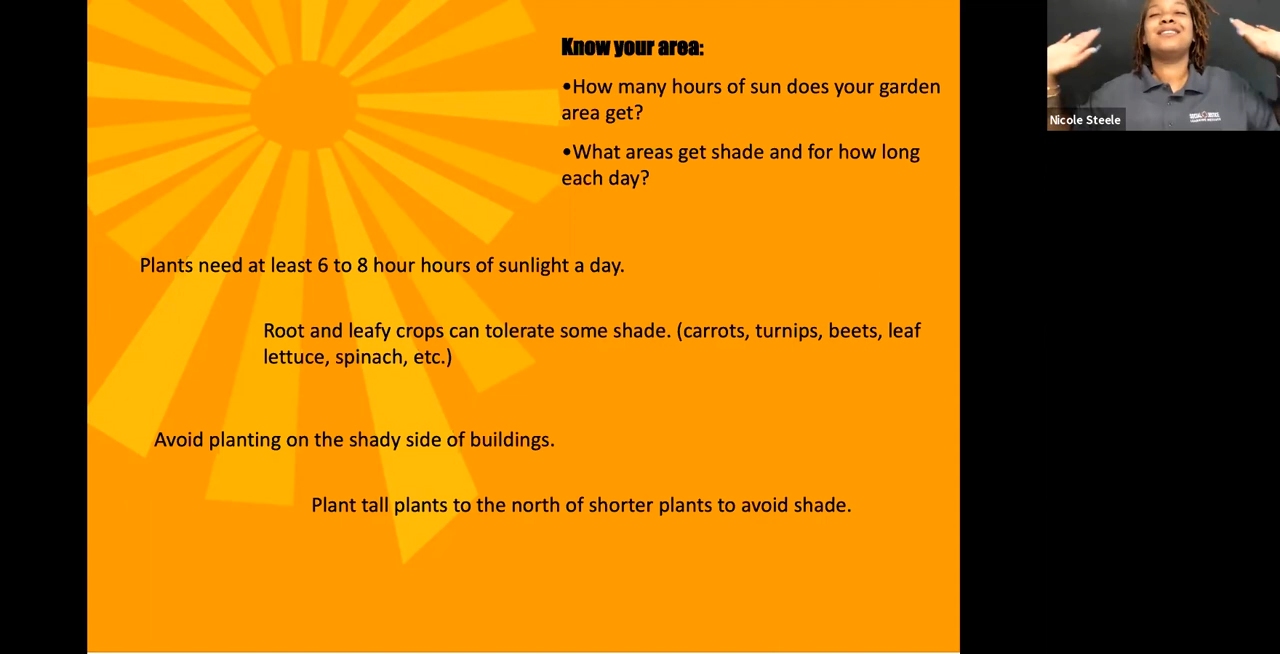 Know your area:
•How many hours of sun does your garden
area get?
•What areas get shade and for how long
each day?
Plants need at least 6 to 8 hour hours of sunlight a day.
Root and leafy crops can tolerate some shade. (carrots, turnips, beets, leaf
lettuce, spinach, etc.)
Avoid planting on the shady side of buildings.
Plant tall plants to the north of shorter plants to avoid shade.
Nicole Steele